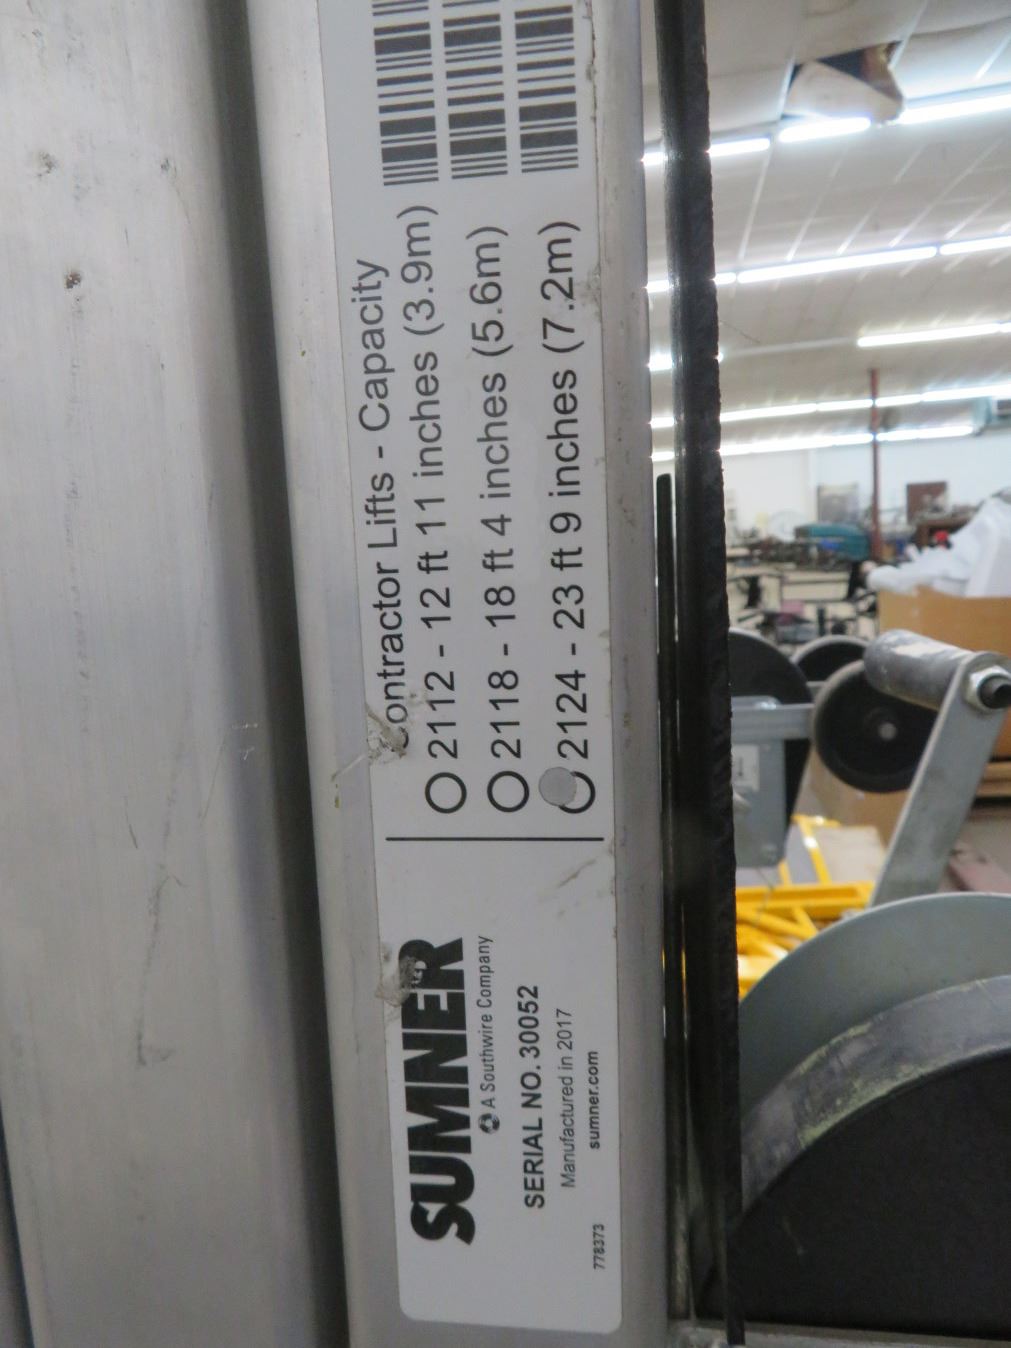 SUMNER
A Southwire Company
SERIAL NO. 30052
Manufactured in 2017
sumner.com
778373
Contractor Lifts - Capacity
2112 - 12 ft 11 inches (3.9m)
2118 - 18 ft 4 inches (5.6m)
2124 - 23 ft 9 inches (7.2m)